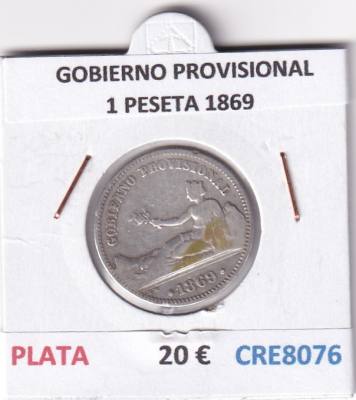 GOBIERNO PROVISIONAL
1 PESETA 1869
GOBIERNO PROVISIONAL
*1869*
PLATA 20 € CRE8076